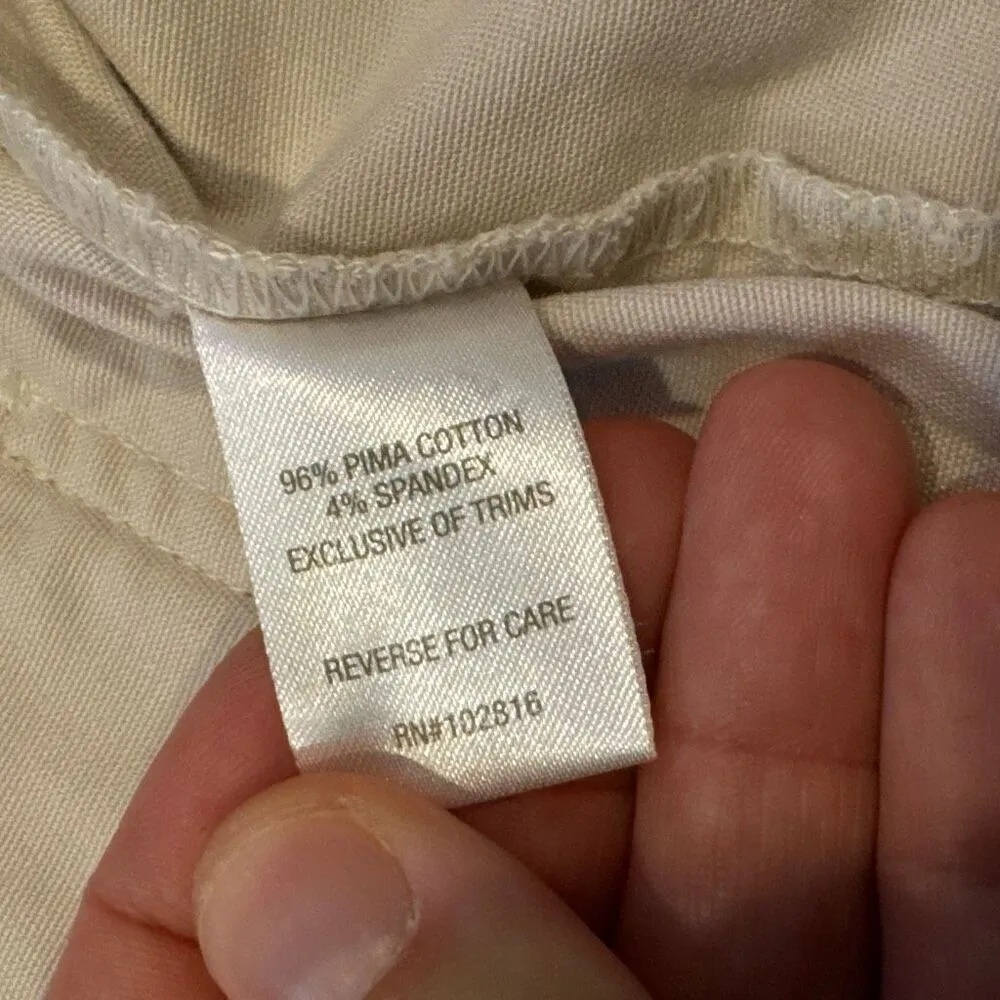 96% PIMA COTTON
4% SPANDEX
EXCLUSIVE OF TRIMS
REVERSE FOR CARE
RN#102816